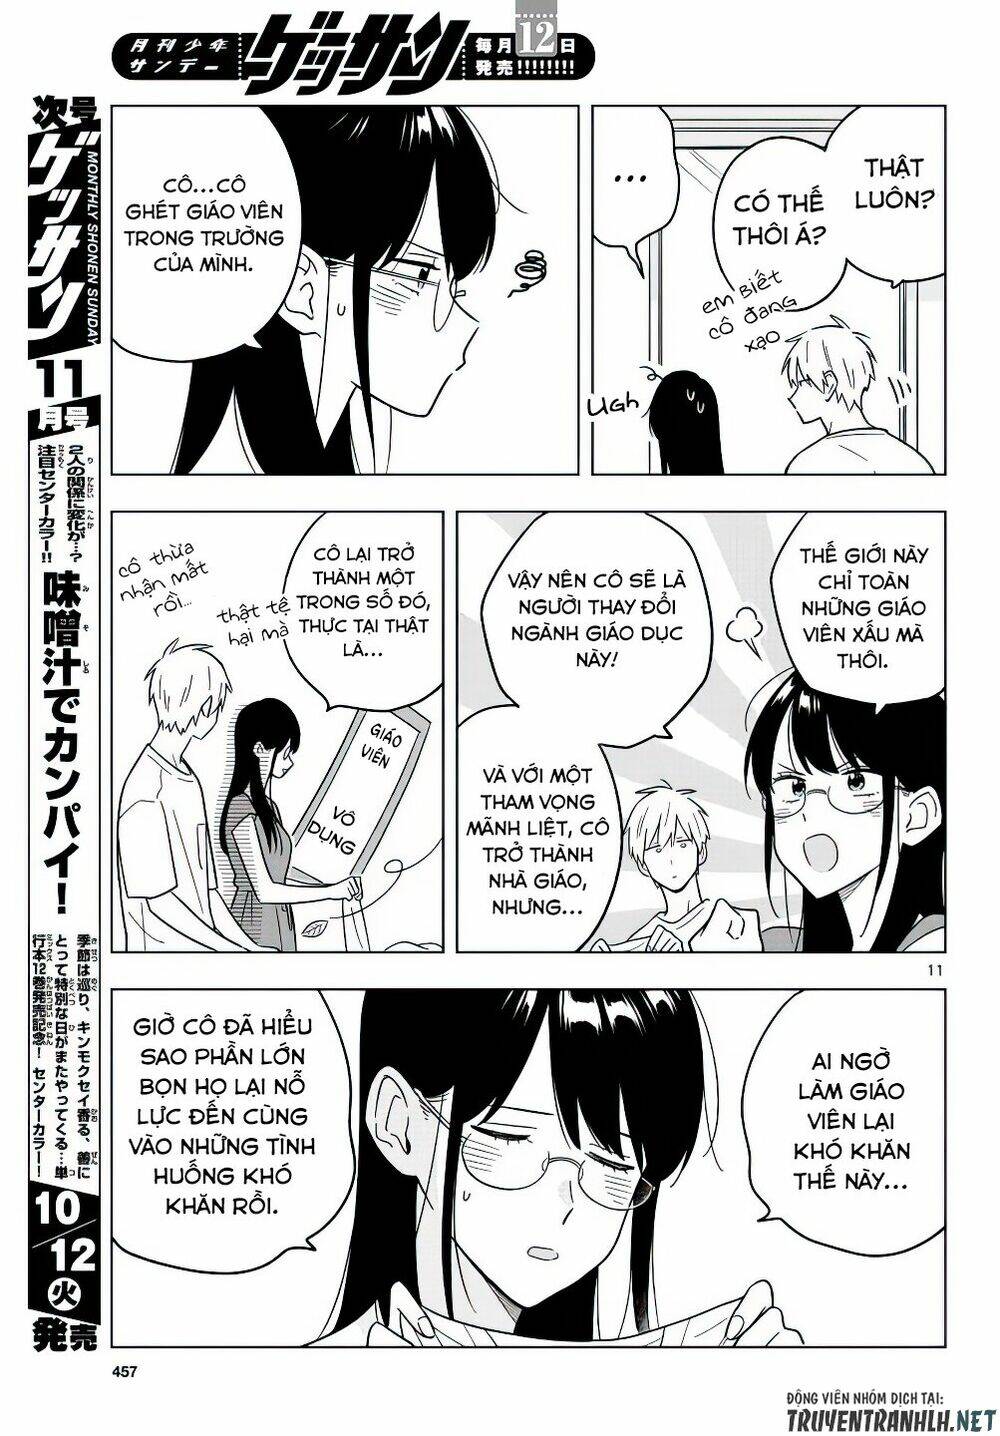 月刊少年
サンデー
ゲッサン
毎月12日
発売!!!!!!!!
次号
ゲッサン
MONTHLY SHONEN SUNDAY
11
月号
2人の関係に変化が…?
注目センターカラー!!
味噌汁でカンパイ!
季節は巡り、キンモクセイ香る、善に
とって特別な日がまたやってくる…単
行本12巻発売記念! センターカラー!
10/12
火
発売
THẬT
LUÔN?
CÓ THẾ
THÔI Á?
em biết
cô đang
xạo
...
Ugh
CÔ...CÔ
GHÉT GIÁO VIÊN
TRONG TRƯỜNG
CỦA MÌNH.
THẾ GIỚI NÀY
CHỈ TOÀN
NHỮNG GIÁO
VIÊN XẤU MÀ
THÔI.
VẬY NÊN CÔ SẼ LÀ
NGƯỜI THAY ĐỔI
NGÀNH GIÁO DỤC
NÀY!
VÀ VỚI MỘT
THAM VỌNG
MÃNH LIỆT, CÔ
TRỞ THÀNH
NHÀ GIÁO,
NHƯNG...
CÔ LẠI TRỞ
THÀNH MỘT
TRONG SỐ ĐÓ,
THỰC TẠI THẬT
LÀ...
cô thừa
nhận mất
rồi...
thật tệ
hại mà
GIÁO
VIÊN
VÔ
DỤNG
11
AI NGỜ
LÀM GIÁO
VIÊN LẠI
KHÓ KHĂN
THẾ NÀY...
GIỜ CÔ ĐÃ HIỂU
SAO PHẦN LỚN
BỌN HỌ LẠI NỖ
LỰC ĐẾN CÙNG
VÀO NHỮNG TÌNH
HUỐNG KHÓ
KHĂN RỒI.
457
ĐỘNG VIÊN NHÓM DỊCH TẠI:
TRUYENTRANHLH.NET